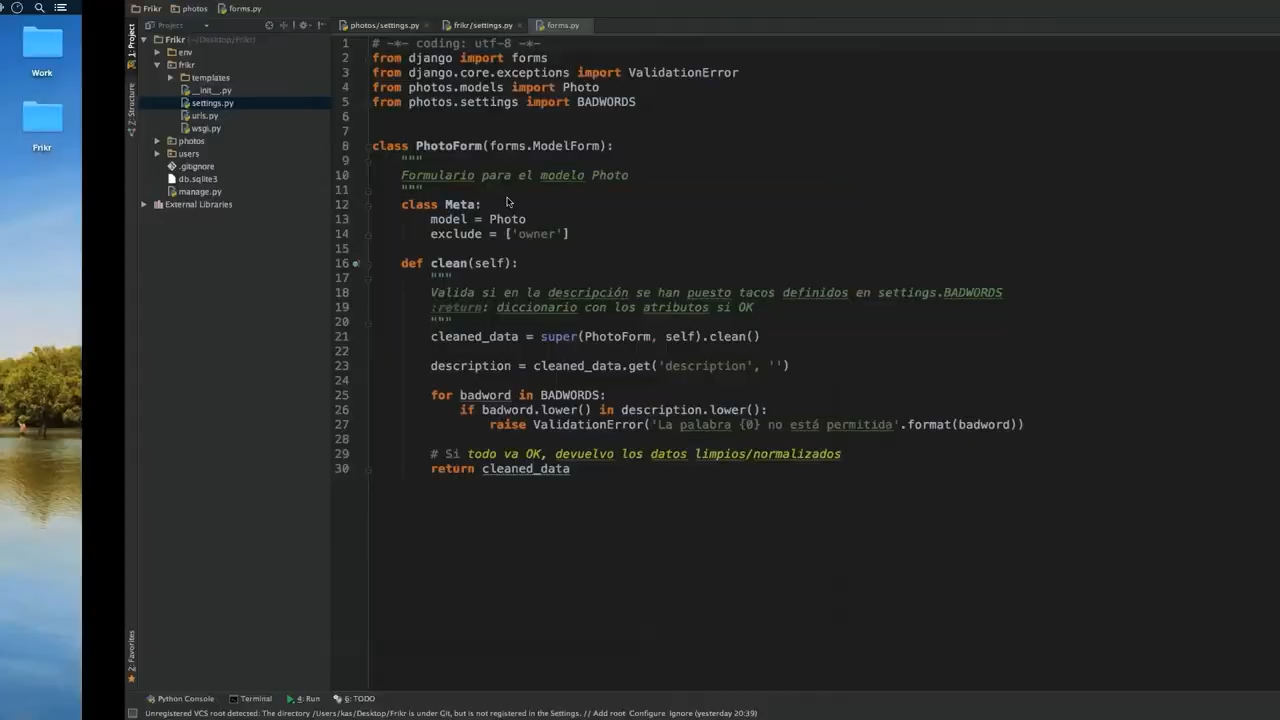 Frikr photos forms.py
Project
photos/settings.py frikr/settings.py forms.py
Work
Frikr
1: Project
Z: Structure
2: Favorites
Frikr ~/Desktop/Frikr)
env
frikr
templates
__init__.py
settings.py
urls.py
wsgi.py
photos
users
.gitignore
db.sqlite3
manage.py
External Libraries
1 # -*- coding: utf-8 -*-
2 from django import forms
3 from django.core.exceptions import ValidationError
4 from photos.models import Photo
5 from photos.settings import BADWORDS
6
7
8 class PhotoForm(forms.ModelForm):
9 """
10 Formulario para el modelo Photo
11 """
12 class Meta:
13 model = Photo
14 exclude = ['owner']
15
16 def clean(self):
17 """
18 Valida si en la descripción se han puesto tacos definidos en settings.BADWORDS
19 :return: diccionario con los atributos si OK
20 """
21 cleaned_data = super(PhotoForm, self).clean()
22
23 description = cleaned_data.get('description', '')
24
25 for badword in BADWORDS:
26 if badword.lower() in description.lower():
27 raise ValidationError('La palabra {0} no está permitida'.format(badword))
28
29 # Si todo va OK, devuelvo los datos limpios/normalizados
30 return cleaned_data
Python Console Terminal 4: Run 6: TODO
Unregistered VCS root detected: The directory /Users/kas/Desktop/Frikr is under Git, but is not registered in the Settings. // Add root Configure Ignore (yesterday 20:39)